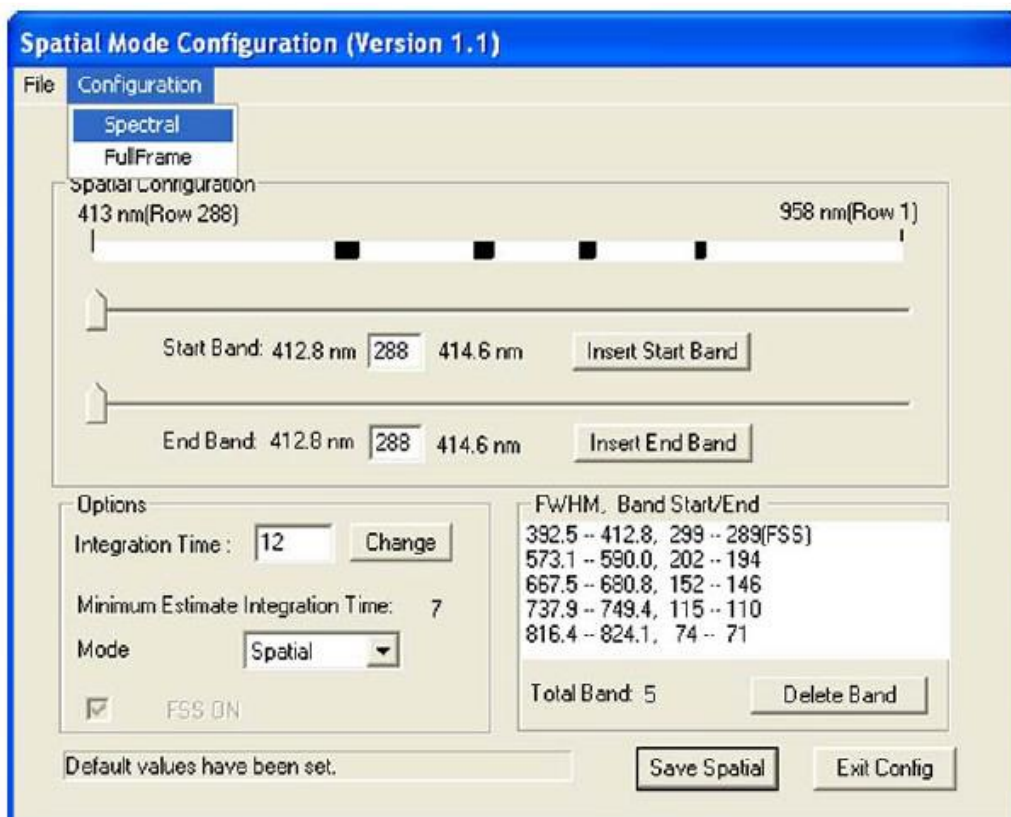 Spatial Mode Configuration (Version 1.1)
File Configuration
Spectral
FullFrame
Spatial Configuration
413 nm(Row 288) 958 nm(Row 1)
Start Band: 412.8 nm 288 414.6 nm Insert Start Band
End Band: 412.8 nm 288 414.6 nm Insert End Band
Options
Integration Time : 12 Change
Minimum Estimate Integration Time: 7
Mode Spatial
FSS ON
FWHM, Band Start/End
392.5 -- 412.8, 299 -- 289(FSS)
573.1 -- 590.0, 202 -- 194
667.5 -- 680.8, 152 -- 146
737.9 -- 749.4, 115 -- 110
816.4 -- 824.1, 74 -- 71
Total Band: 5 Delete Band
Default values have been set. Save Spatial Exit Config